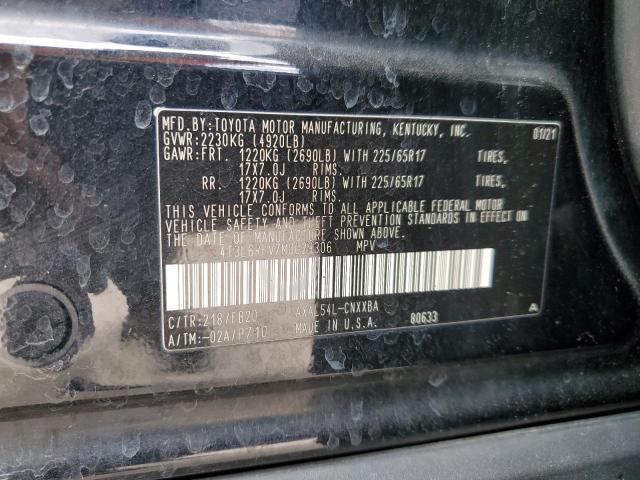 MFD.BY:TOYOTA MOTOR MANUFACTURING, KENTUCKY, INC. 01/21
GVWR:2230KG (4920LB)
GAWR:FRT. 1220KG (2690LB) WITH 225/65R17 TIRES,
17X7.0J RIMS.
RR. 1220KG (2690LB) WITH 225/65R17 TIRES,
17X7.0J RIMS.
THIS VEHICLE CONFORMS TO ALL APPLICABLE FEDERAL MOTOR
VEHICLE SAFETY AND THEFT PREVENTION STANDARDS IN EFFECT ON
THE DATE OF MANUFACTURE SHOWN ABOVE.
MPV
C/TR:218/FB20 AXAL54L-CNXXBA
A/TM:-02A/P710 MADE IN U.S.A. 80633